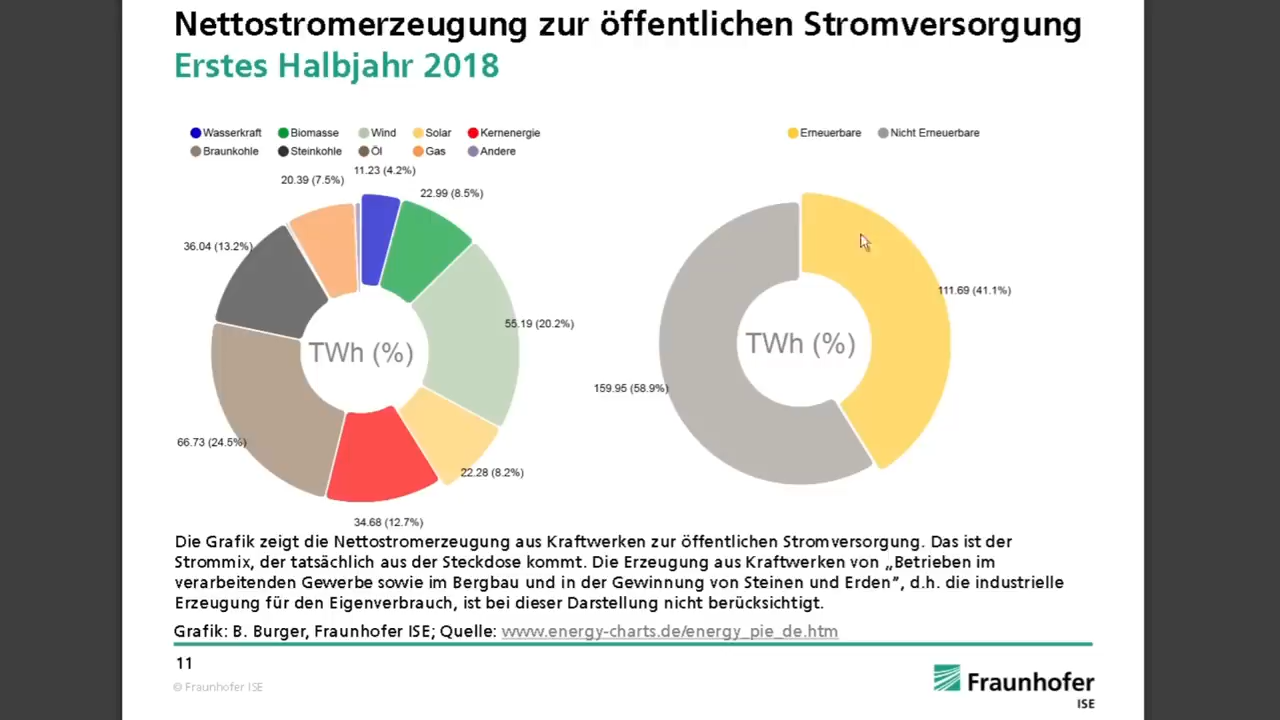 Nettostromerzeugung zur öffentlichen Stromversorgung
Erstes Halbjahr 2018
Wasserkraft Biomasse Wind Solar Kernenergie
Braunkohle Steinkohle Öl Gas Andere
Erneuerbare Nicht Erneuerbare
11.23 (4.2%)
20.39 (7.5%)
22.99 (8.5%)
36.04 (13.2%)
55.19 (20.2%)
TWh (%)
66.73 (24.5%)
22.28 (8.2%)
34.68 (12.7%)
111.69 (41.1%)
TWh (%)
159.95 (58.9%)
Die Grafik zeigt die Nettostromerzeugung aus Kraftwerken zur öffentlichen Stromversorgung. Das ist der
Strommix, der tatsächlich aus der Steckdose kommt. Die Erzeugung aus Kraftwerken von „Betrieben im
verarbeitenden Gewerbe sowie im Bergbau und in der Gewinnung von Steinen und Erden”, d.h. die industrielle
Erzeugung für den Eigenverbrauch, ist bei dieser Darstellung nicht berücksichtigt.
Grafik: B. Burger, Fraunhofer ISE; Quelle: www.energy-charts.de/energy_pie_de.htm
11
© Fraunhofer ISE
Fraunhofer
ISE